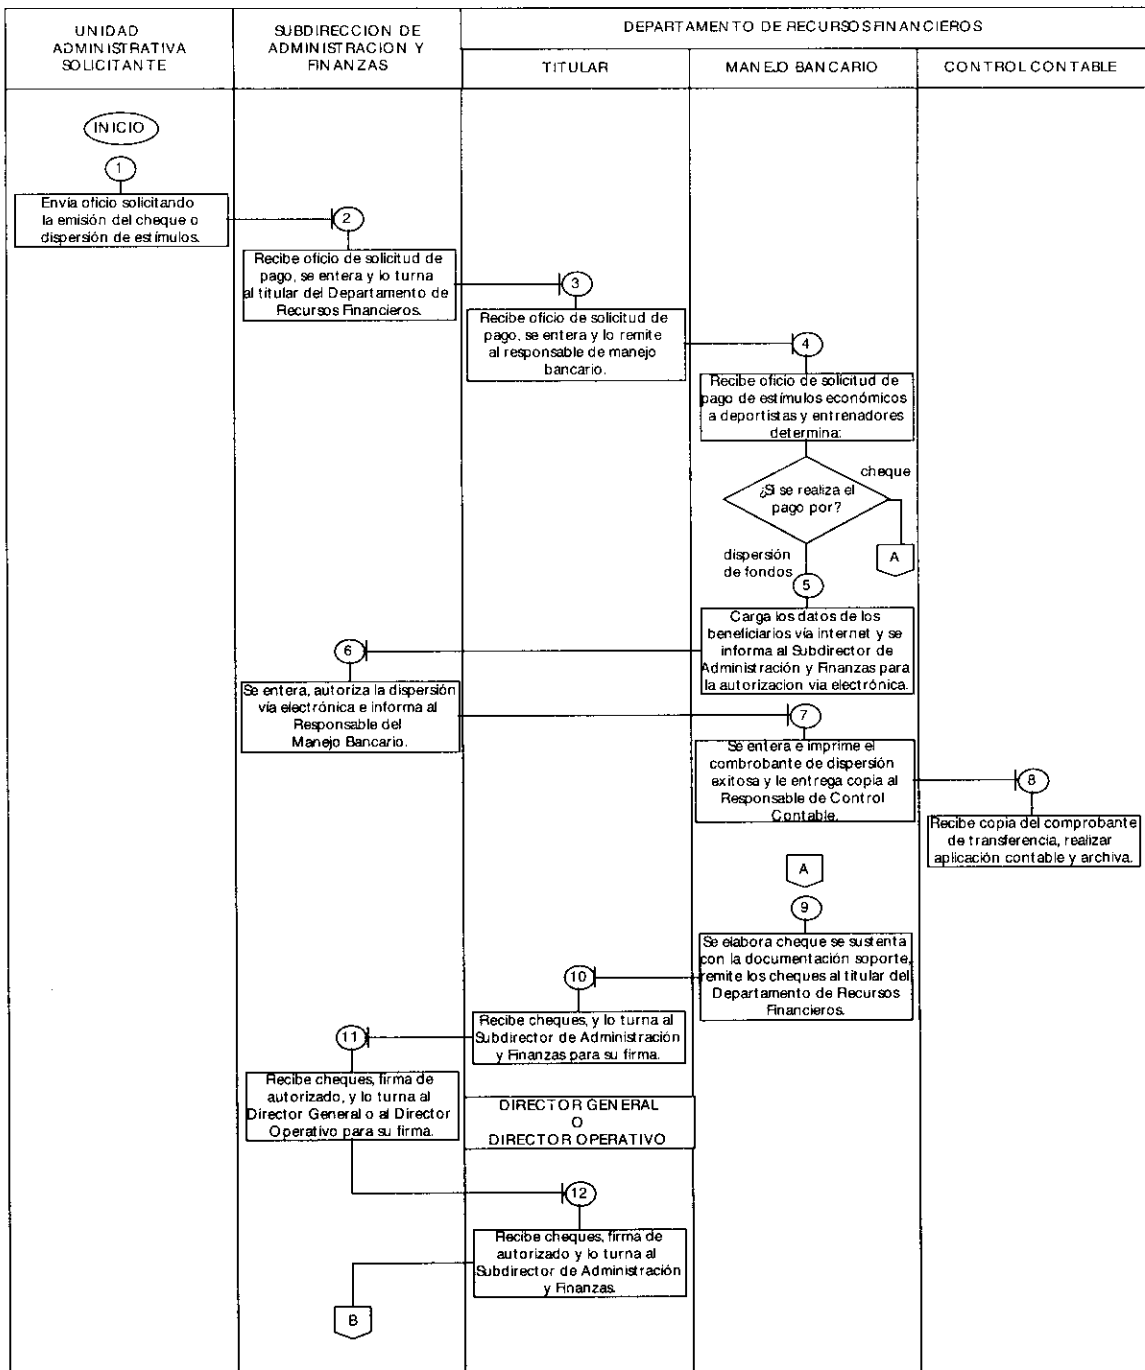 UNIDAD
ADMINISTRATIVA
SOLICITANTE
SUBDIRECCION DE
ADMINISTRACION Y
FINANZAS
DEPARTAMENTO DE RECURSOS FINANCIEROS
TITULAR
MANEJO BANCARIO
CONTROL CONTABLE
INICIO
1
Envía oficio solicitando
la emisión del cheque o
dispersión de estímulos.
2
Recibe oficio de solicitud de
pago, se entera y lo turna
al titular del Departamento de
Recursos Financieros.
3
Recibe oficio de solicitud de
pago, se entera y lo remite
al responsable de manejo
bancario.
4
Recibe oficio de solicitud de
pago de estímulos económicos
a deportistas y entrenadores
determina:
¿Si se realiza el
pago por?
cheque
A
dispersión
de fondos
5
Carga los datos de los
beneficiarios vía internet y se
informa al Subdirector de
Administración y Finanzas para
la autorizacion via electrónica.
6
Se entera, autoriza la dispersión
vía electrónica e informa al
Responsable del
Manejo Bancario.
7
Se entera e imprime el
combrobante de dispersión
exitosa y le entrega copia al
Responsable de Control
Contable.
8
Recibe copia del comprobante
de transferencia, realizar
aplicación contable y archiva.
A
9
Se elabora cheque se sustenta
con la documentación soporte,
remite los cheques al titular del
Departamento de Recursos
Financieros.
10
Recibe cheques, y lo turna al
Subdirector de Administración
y Finanzas para su firma.
11
Recibe cheques, firma de
autorizado, y lo turna al
Director General o al Director
Operativo para su firma.
DIRECTOR GENERAL
O
DIRECTOR OPERATIVO
12
Recibe cheques, firma de
autorizado y lo turna al
Subdirector de Administración
y Finanzas.
B